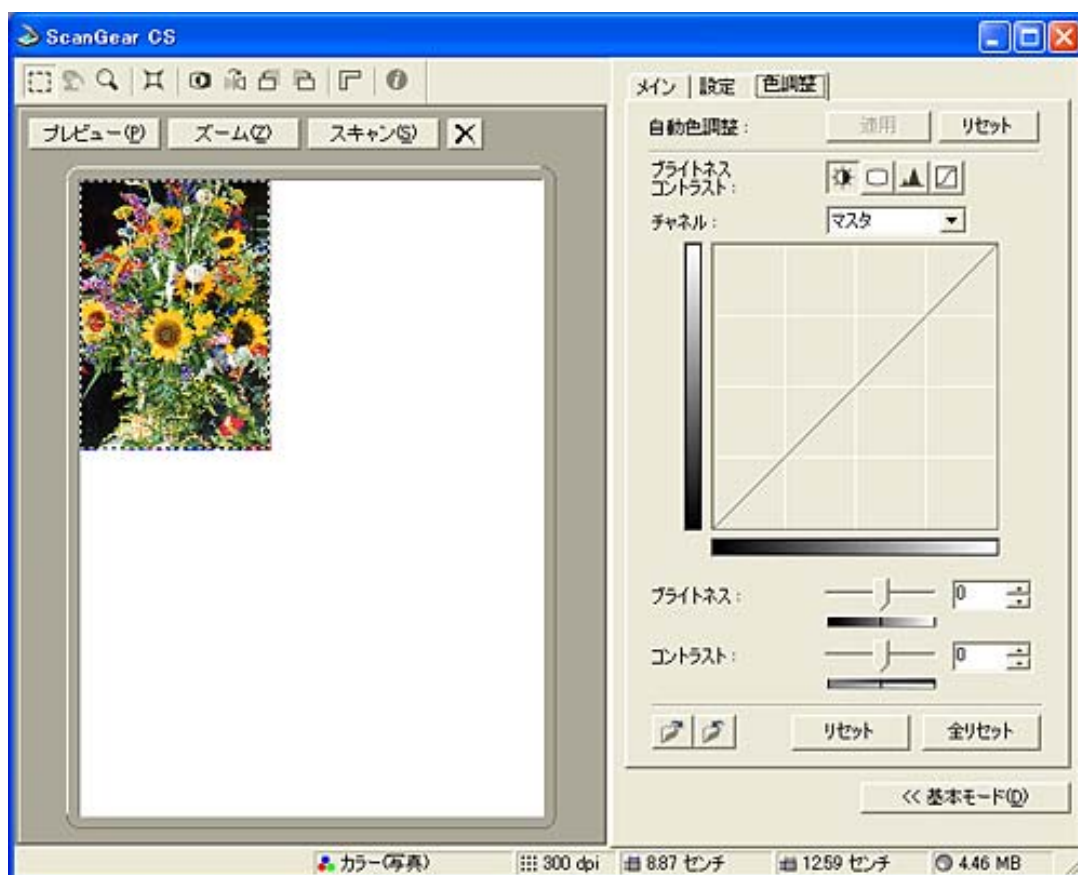 ScanGear CS
プレビュー(P)
ズーム(Z)
スキャン(S)
メイン
設定
色調整
自動色調整：
適用
リセット
ブライトネス
コントラスト：
チャネル：
マスタ
ブライトネス：
0
コントラスト：
0
リセット
全リセット
<< 基本モード(D)
カラー(写真)
300 dpi
8.87 センチ
12.59 センチ
4.46 MB